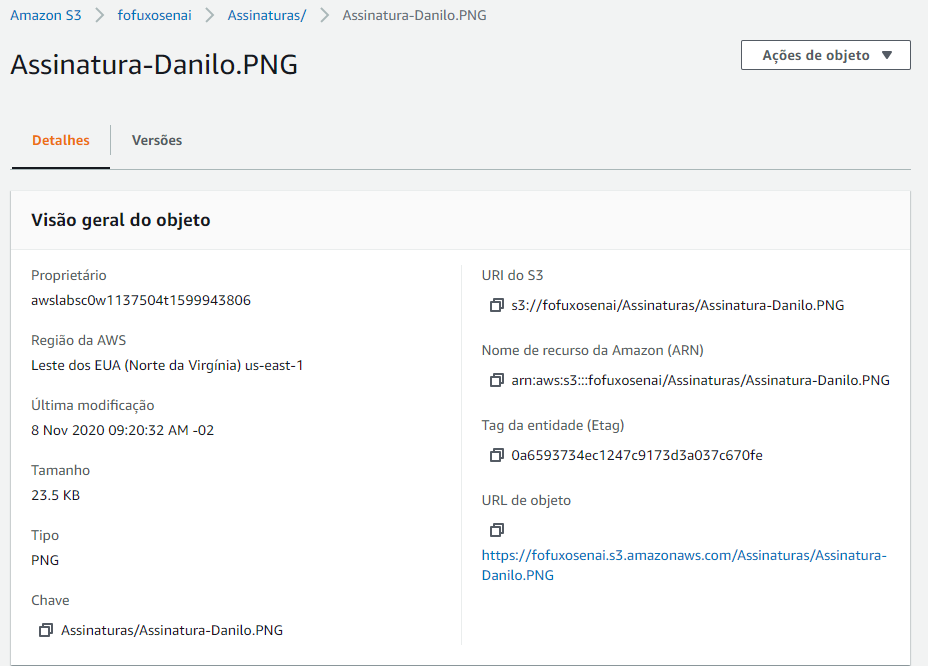 Amazon S3 > fofuxosenai > Assinaturas/ > Assinatura-Danilo.PNG
Assinatura-Danilo.PNG
Ações de objeto
Detalhes
Versões
Visão geral do objeto
Proprietário
awslabsc0w1137504t1599943806
Região da AWS
Leste dos EUA (Norte da Virgínia) us-east-1
Última modificação
8 Nov 2020 09:20:32 AM -02
Tamanho
23.5 KB
Tipo
PNG
Chave
Assinaturas/Assinatura-Danilo.PNG
URI do S3
s3://fofuxosenai/Assinaturas/Assinatura-Danilo.PNG
Nome de recurso da Amazon (ARN)
arn:aws:s3:::fofuxosenai/Assinaturas/Assinatura-Danilo.PNG
Tag da entidade (Etag)
0a6593734ec1247c9173d3a037c670fe
URL de objeto
https://fofuxosenai.s3.amazonaws.com/Assinaturas/Assinatura-
Danilo.PNG